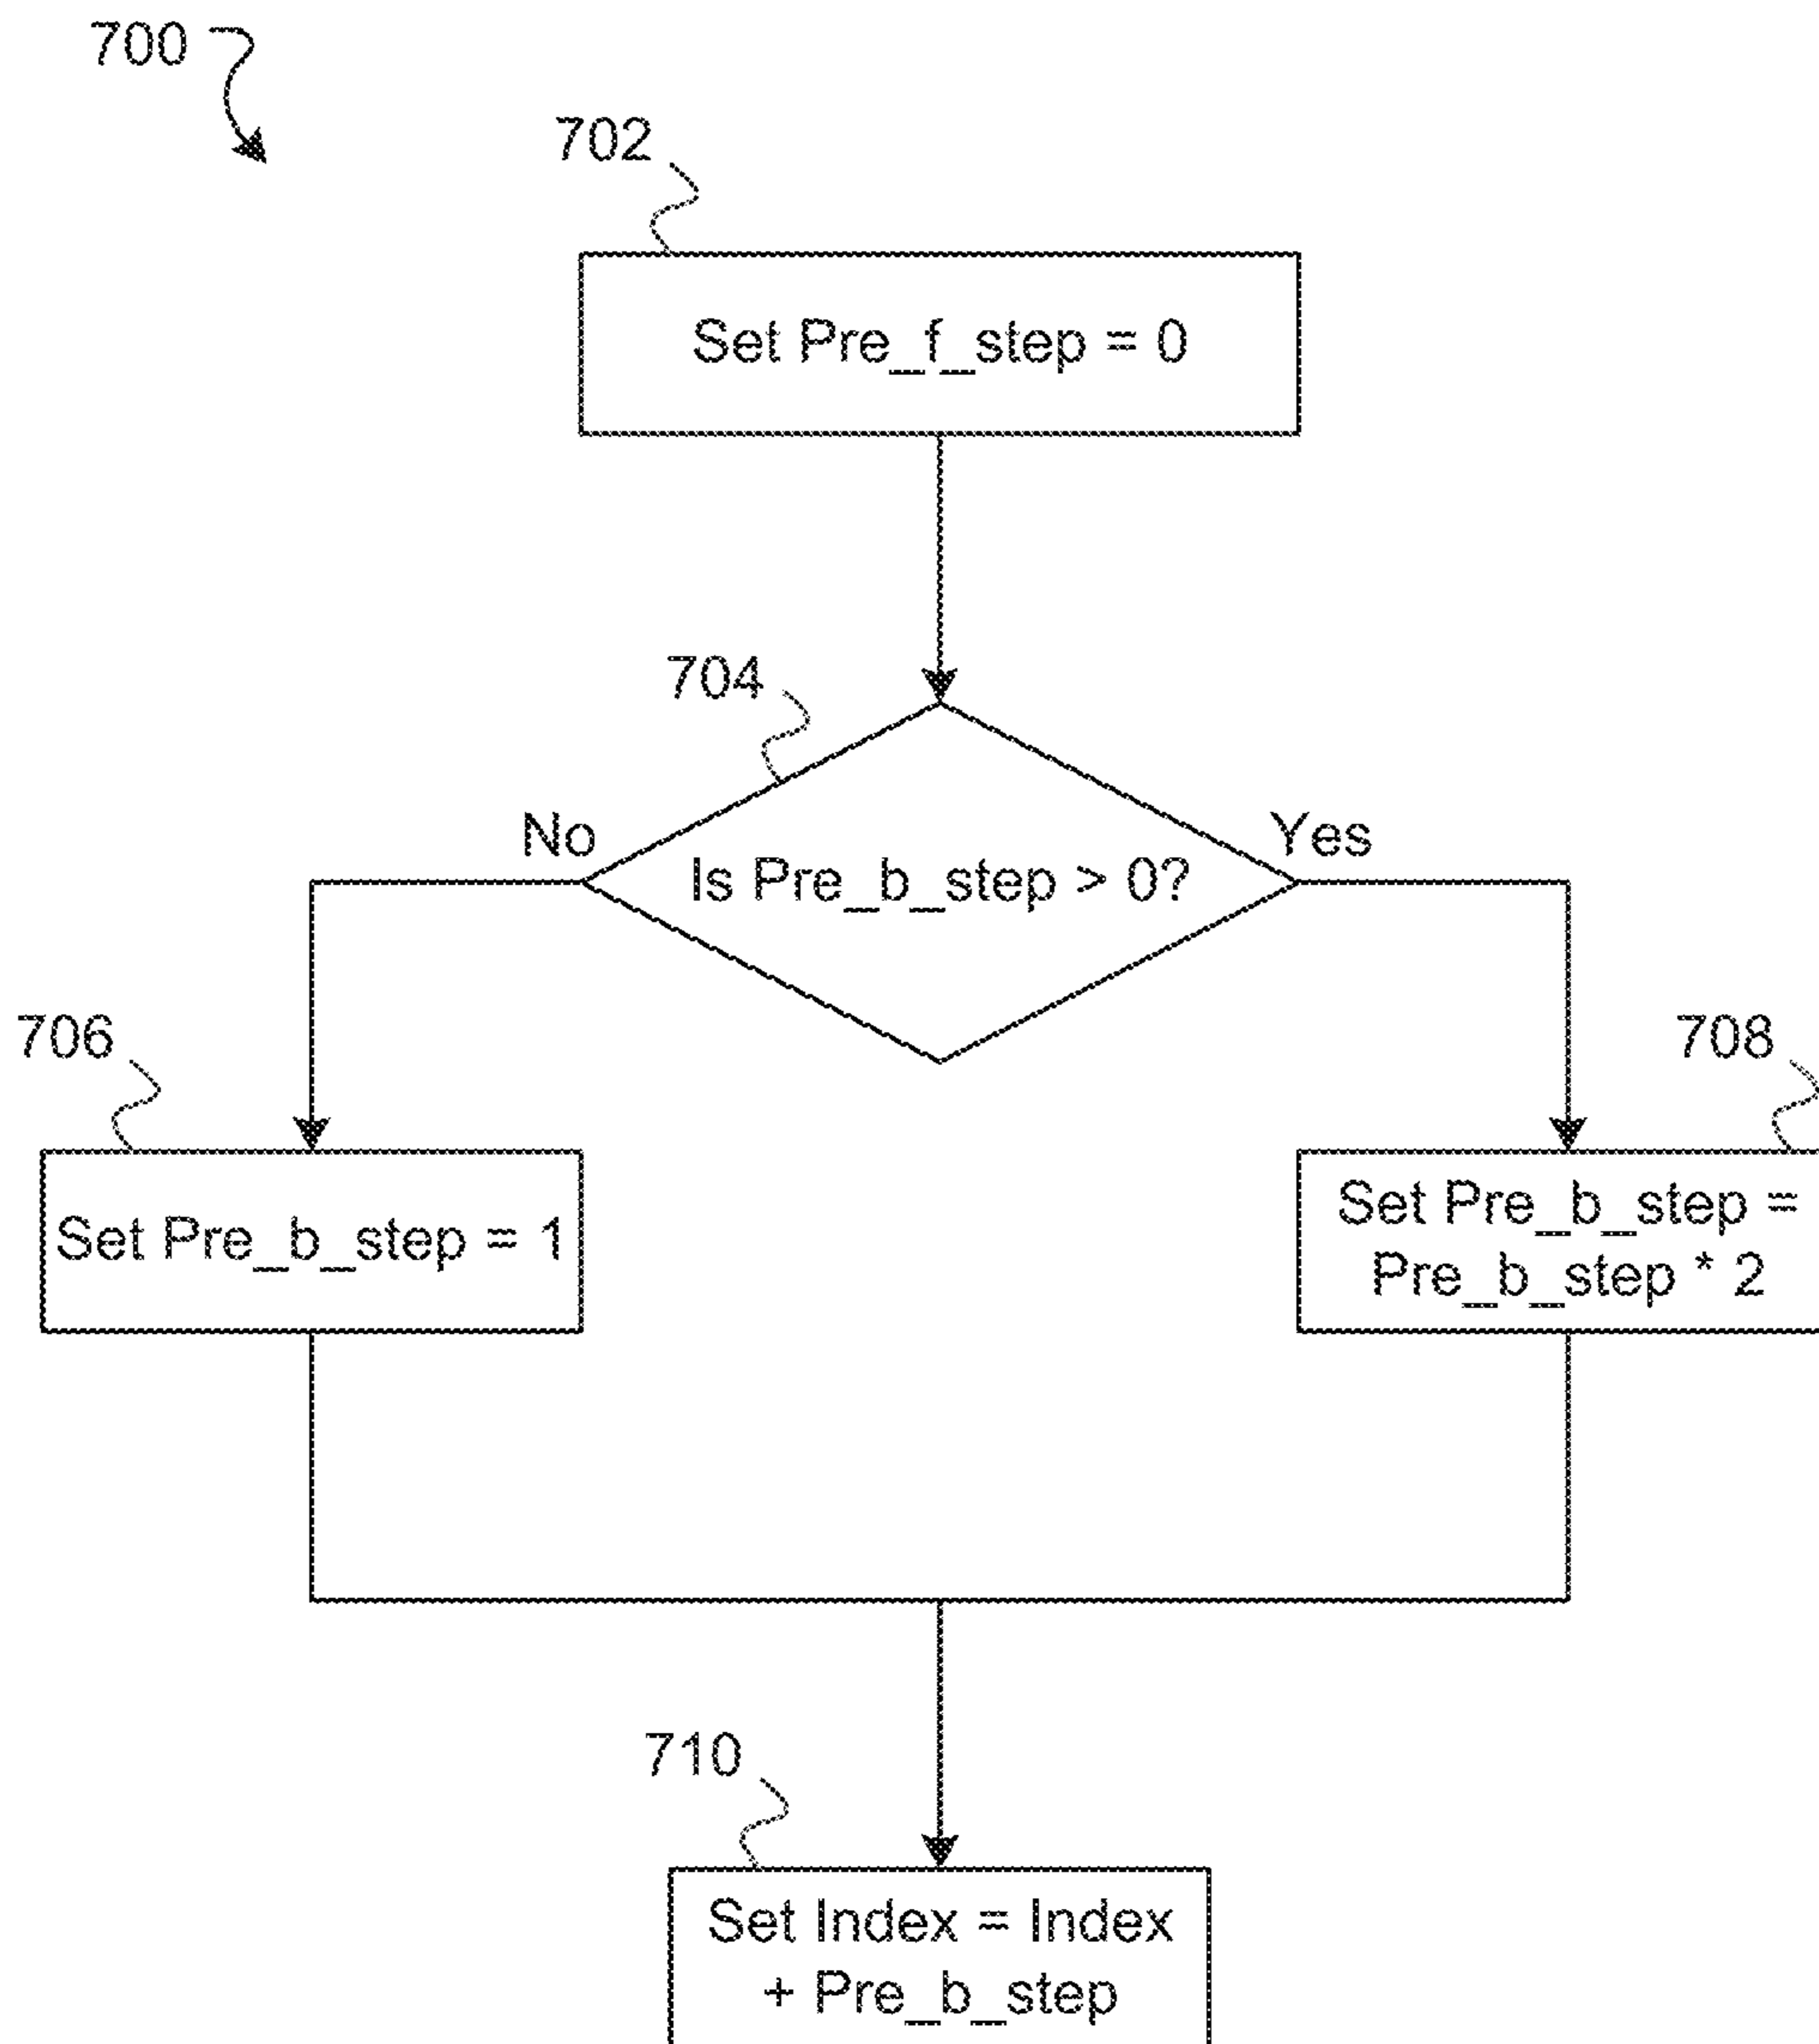 700
702
Set Pre_f_step = 0
704
No
Yes
Is Pre_b_step > 0?
706
708
Set Pre_b_step = 1
Set Pre_b_step =
Pre_b_step * 2
710
Set Index = Index
+ Pre_b_step